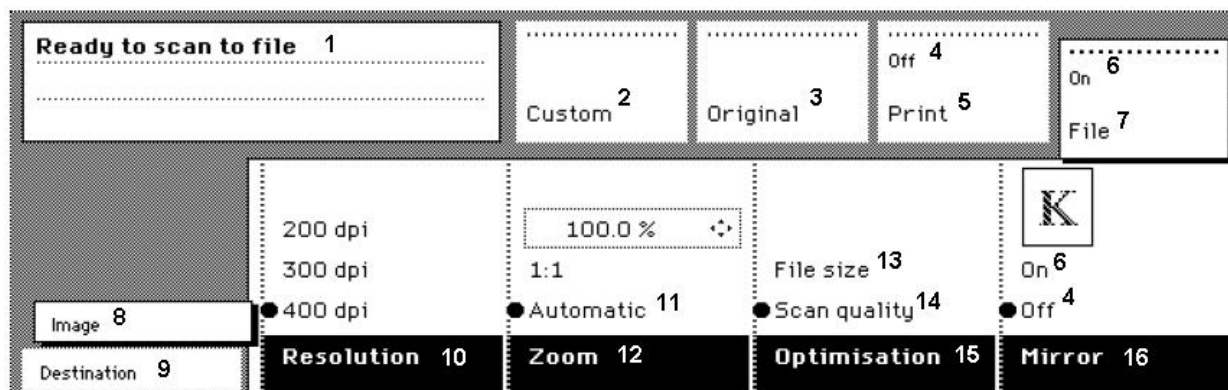 Ready to scan to file 1
Custom 2
Original 3
Off 4
Print 5
On 6
File 7
200 dpi
300 dpi
400 dpi
Resolution 10
100.0 %
1:1
Automatic 11
Zoom 12
File size 13
Scan quality 14
Optimisation 15
K
On 6
Off 4
Mirror 16
Image 8
Destination 9